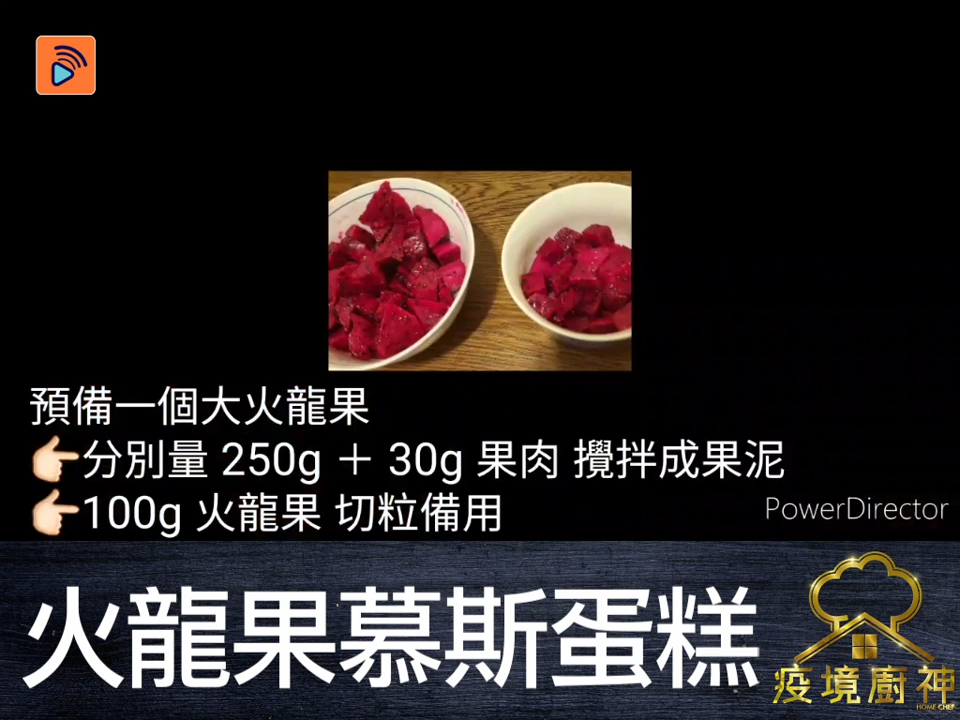 預備一個大火龍果
👉🏻分別量 250g + 30g 果肉 攪拌成果泥
👉🏻100g 火龍果 切粒備用
PowerDirector
火龍果慕斯蛋糕
疫境廚神
HOME CHEF